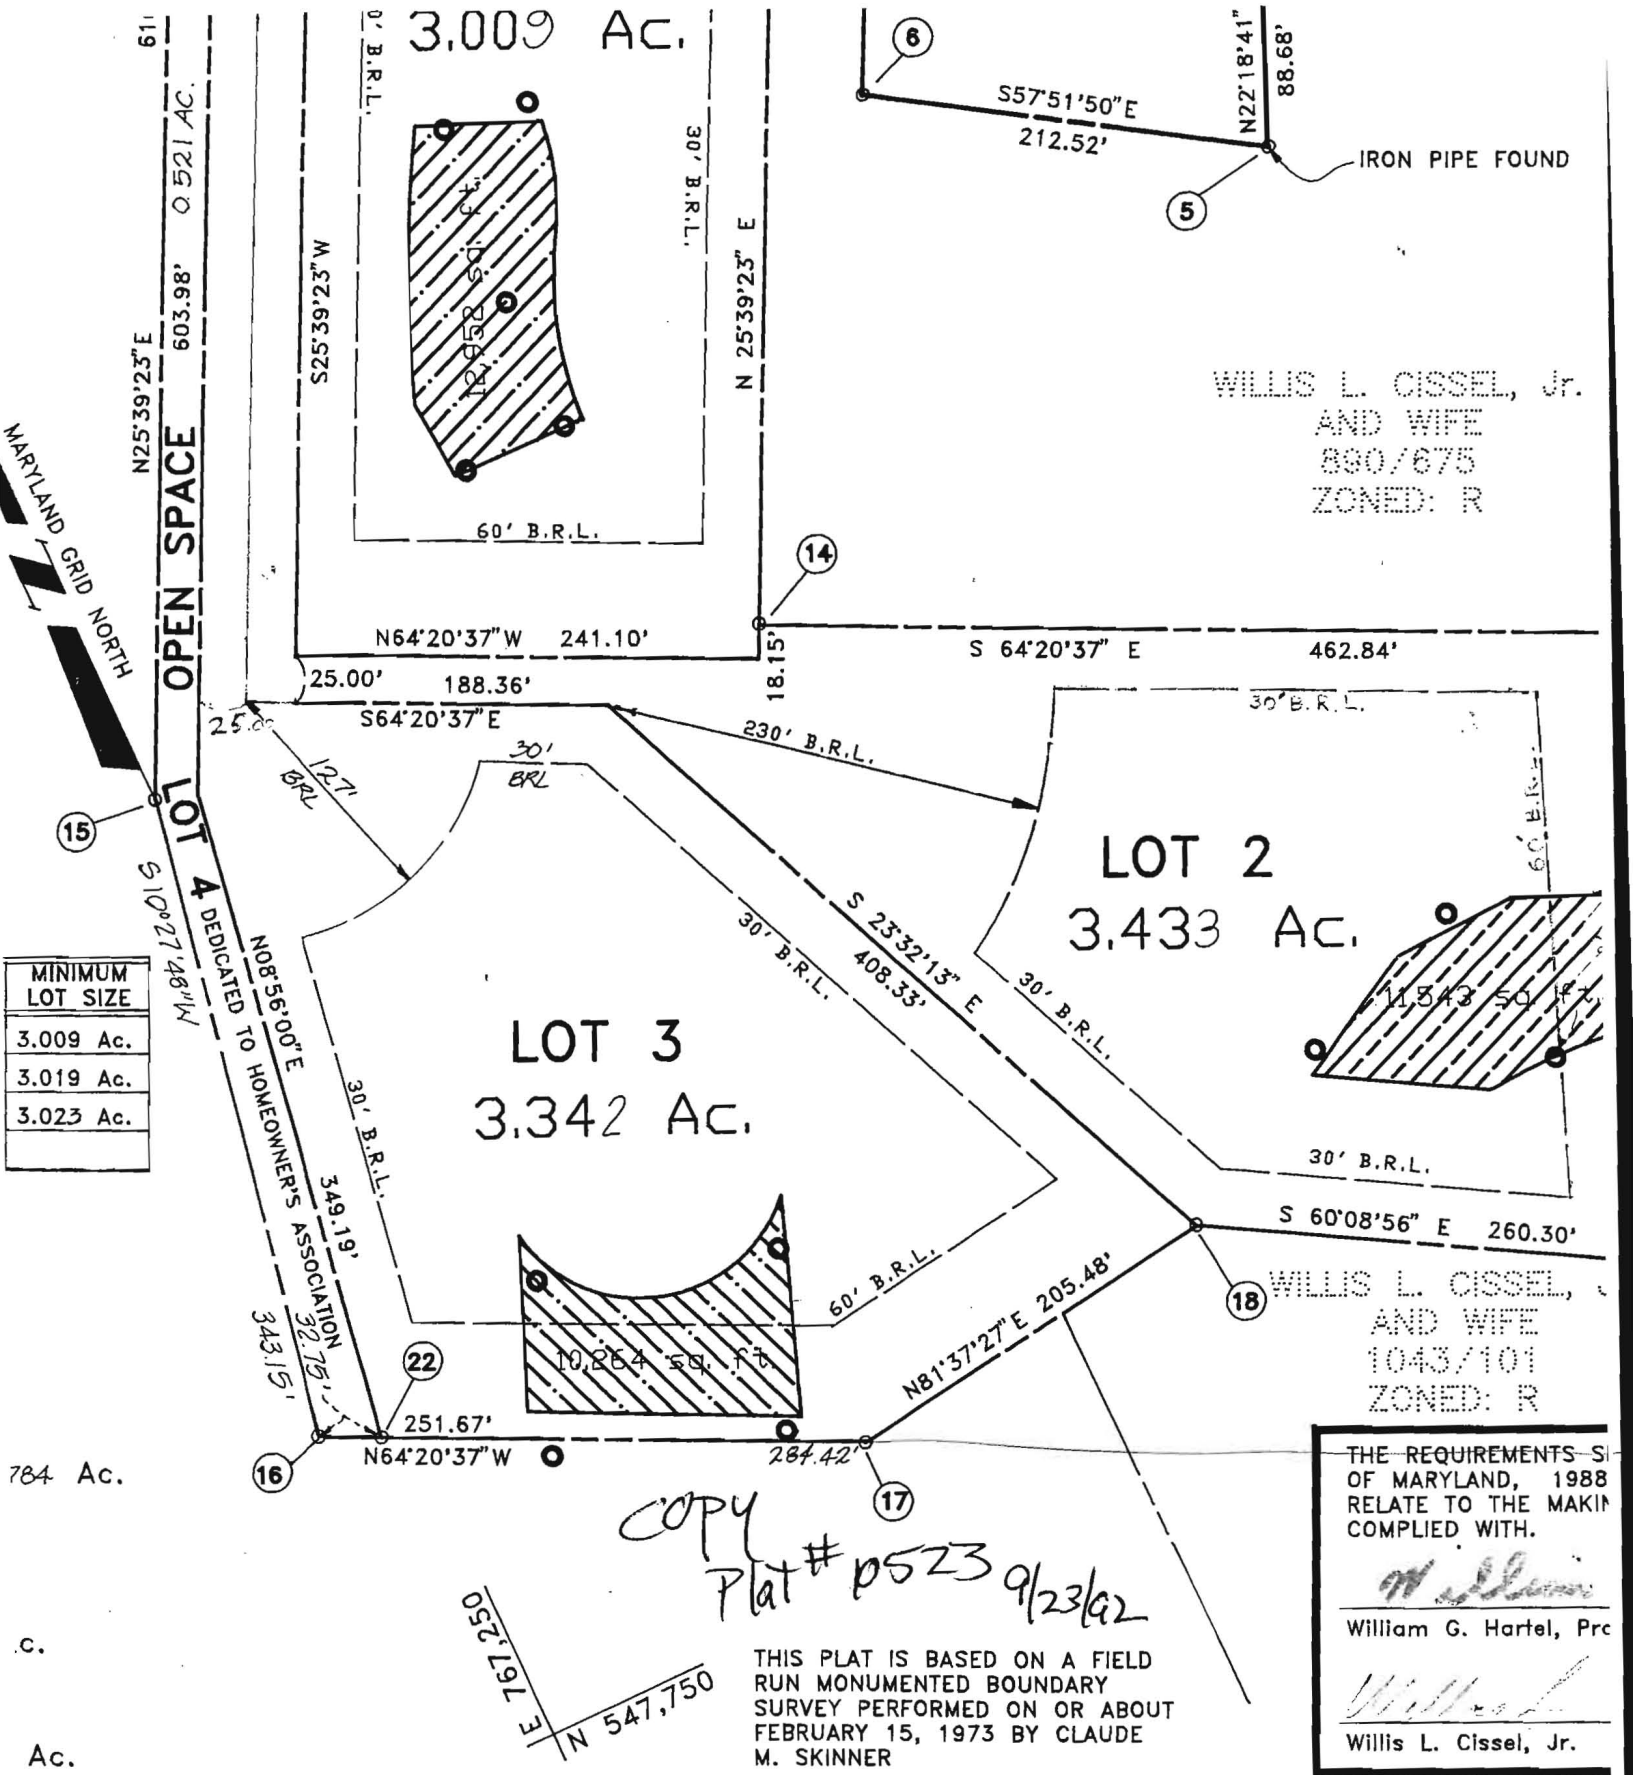 3.009 Ac.
0' B.R.L.
61
0.521 AC.
603.98'
N25°39'23"E
S25°39'23"W
12,952 sq. ft.
30' B.R.L.
N 25°39'23" E
60' B.R.L.
6
S57°51'50"E
212.52'
N22°18'41"
88.68'
IRON PIPE FOUND
5
WILLIS L. CISSEL, Jr.
AND WIFE
890/675
ZONED: R
MARYLAND GRID NORTH
OPEN SPACE
14
N64°20'37"W 241.10'
18.15'
S 64°20'37" E 462.84'
25.00'
188.36'
S64°20'37"E
25.00
127'
BRL
30'
BRL
230' B.R.L.
30' B.R.L.
60' B.R.L.
15
LOT 4
DEDICATED TO HOMEOWNER'S ASSOCIATION
S10°27'48"W
N08°56'00"E
349.19'
343.15'
32.75'
LOT 2
3.433 Ac.
11,543 sq. ft.
S 23°32'13" E
408.33'
30' B.R.L.
30' B.R.L.
30' B.R.L.
MINIMUM
LOT SIZE
3.009 Ac.
3.019 Ac.
3.023 Ac.
LOT 3
3.342 Ac.
30' B.R.L.
60' B.R.L.
10,264 sq. ft.
S 60°08'56" E 260.30'
18
N81°37'27"E 205.48'
WILLIS L. CISSEL, J
AND WIFE
1043/101
ZONED: R
22
251.67'
N64°20'37"W
284.42'
16
17
784 Ac.
COPY
Plat # p523 9/23/92
THE REQUIREMENTS S
OF MARYLAND, 1988
RELATE TO THE MAKIN
COMPLIED WITH.
William
William G. Hartel, Pro
Willis L
Willis L. Cissel, Jr.
E 767,250
N 547,750
THIS PLAT IS BASED ON A FIELD
RUN MONUMENTED BOUNDARY
SURVEY PERFORMED ON OR ABOUT
FEBRUARY 15, 1973 BY CLAUDE
M. SKINNER
c.
Ac.